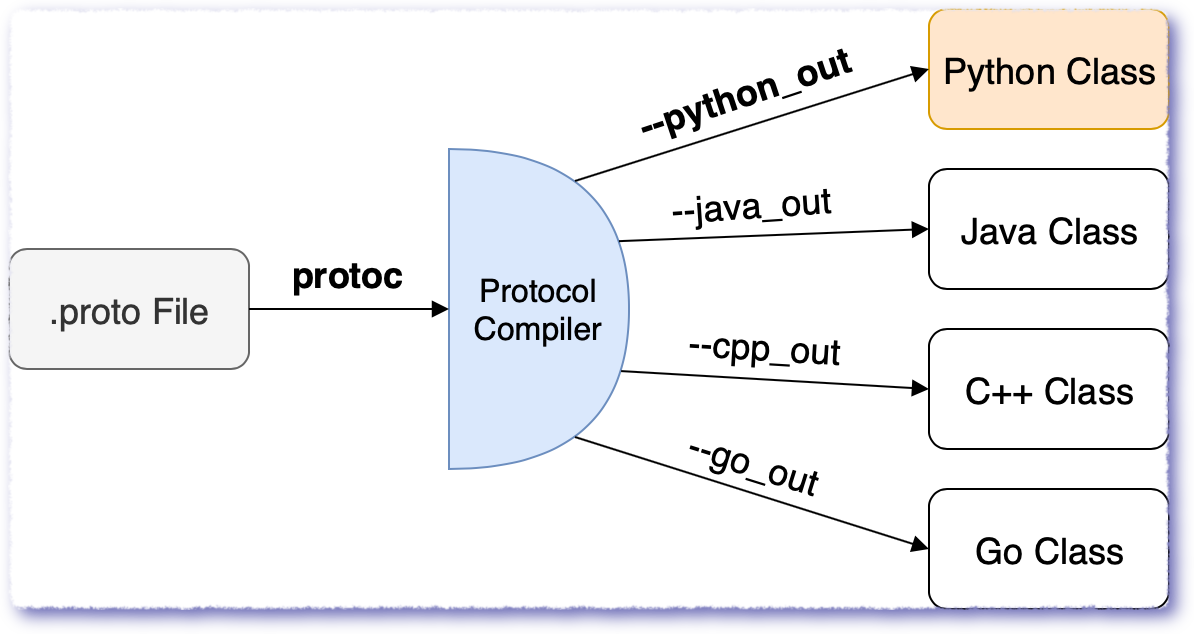 .proto File
protoc
Protocol
Compiler
--python_out
Python Class
--java_out
Java Class
--cpp_out
C++ Class
--go_out
Go Class